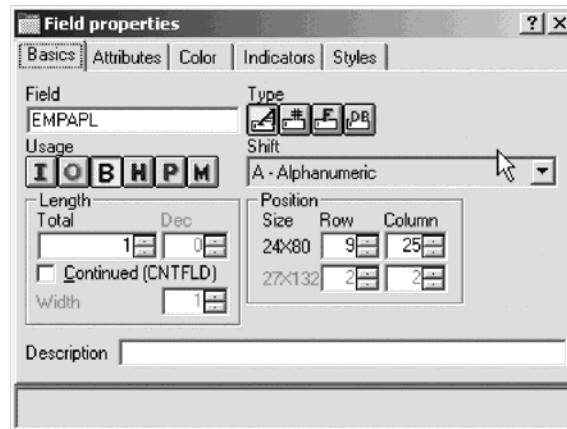 Field properties ? X
Basics Attributes Color Indicators Styles
Field Type
EMPAPL A # F DB
Usage Shift
I O B H P M A - Alphanumeric
Length Position
Total Dec Size Row Column
1 0 24X80 9 25
Continued (CNTFLD) 27X132 2 2
Width 1
Description